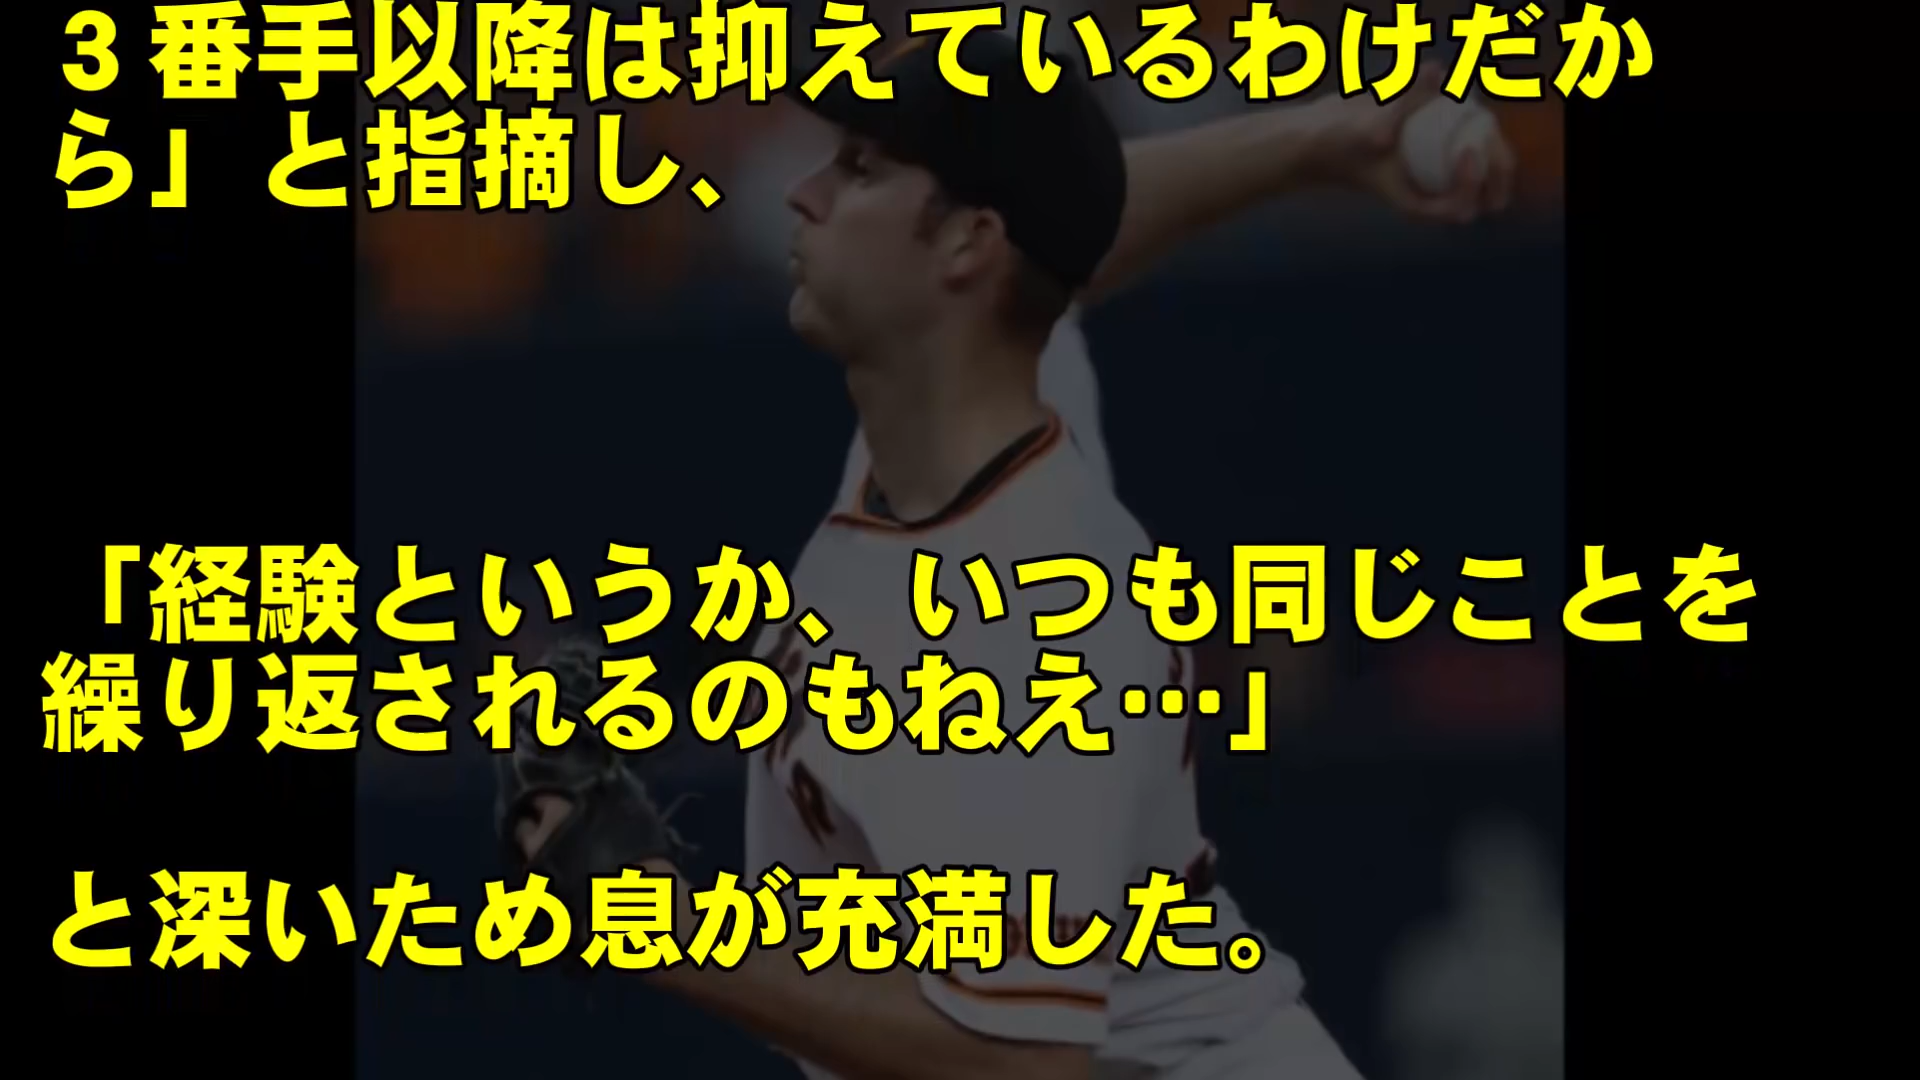 ３番手以降は抑えているわけだか
ら」と指摘し、
「経験というか、いつも同じことを
繰り返されるのもねえ…」
と深いため息が充満した。